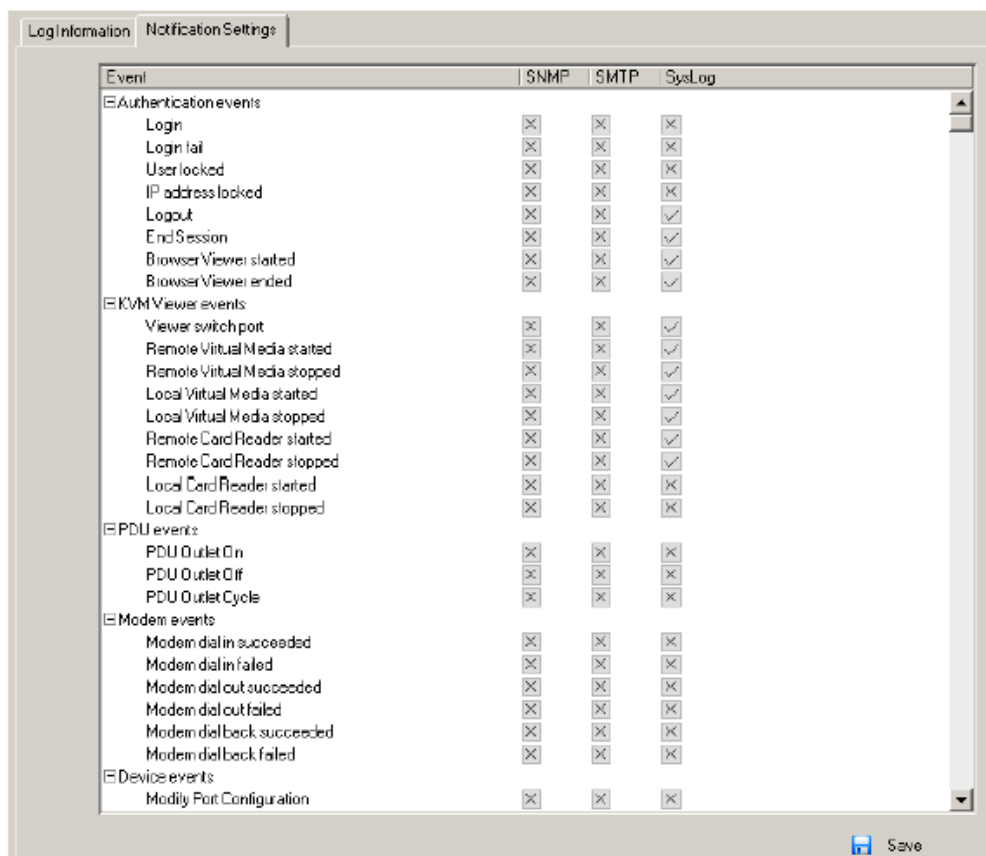 Log Information Notification Settings
Event SNMP SMTP SysLog
Authentication events
Login
Login fail
User locked
IP address locked
Logout
End Session
Browser Viewer started
Browser Viewer ended
KVM Viewer events
Viewer switch port
Remote Virtual Media started
Remote Virtual Media stopped
Local Virtual Media started
Local Virtual Media stopped
Remote Card Reader started
Remote Card Reader stopped
Local Card Reader started
Local Card Reader stopped
PDU events
PDU Outlet On
PDU Outlet Off
PDU Outlet Cycle
Modem events
Modem dial in succeeded
Modem dial in failed
Modem dial out succeeded
Modem dial out failed
Modem dial back succeeded
Modem dial back failed
Device events
Modify Port Configuration
Save